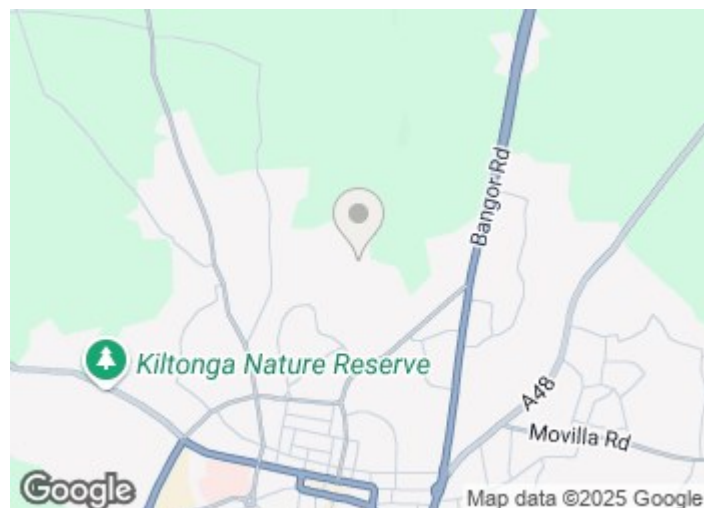 Bangor Rd
Kiltonga Nature Reserve
A48
Movilla Rd
Google
Map data ©2025 Google